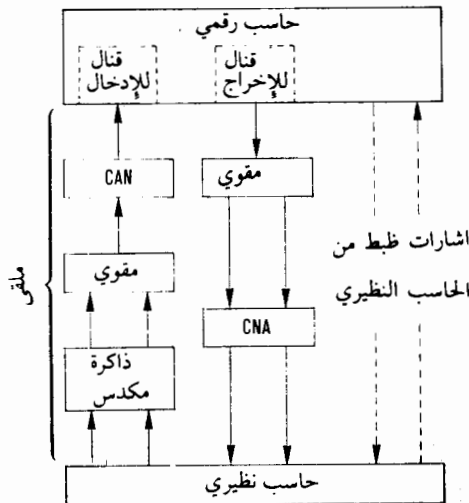 حاسب رقمي
قنال
للإخراج
قنال
للإدخال
مقوي
CAN
مقوي
CNA
ذاكرة
مكدس
اشارات ظبط من
الحاسب النظيري
ملقى
حاسب نظيري